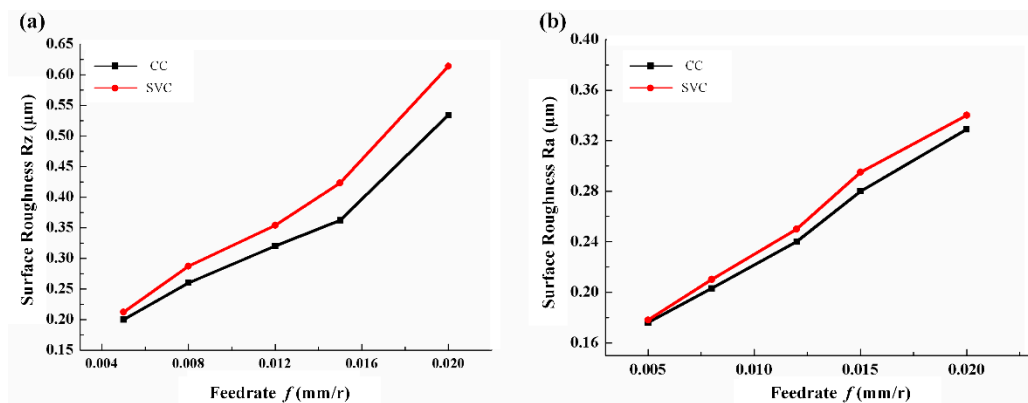 (a)
Surface Roughness Rz (μm)
0.65
0.60
0.55
0.50
0.45
0.40
0.35
0.30
0.25
0.20
0.15
CC
SVC
0.004
0.008
0.012
0.016
0.020
Feedrate f (mm/r)
(b)
Surface Roughness Ra (μm)
0.40
0.36
0.32
0.28
0.24
0.20
0.16
CC
SVC
0.005
0.010
0.015
0.020
Feedrate f (mm/r)